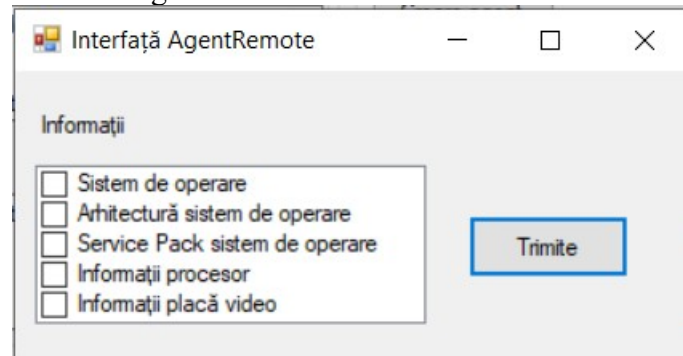 Interfață AgentRemote
Informații
Sistem de operare
Arhitectură sistem de operare
Service Pack sistem de operare
Informații procesor
Informații placă video
Trimite